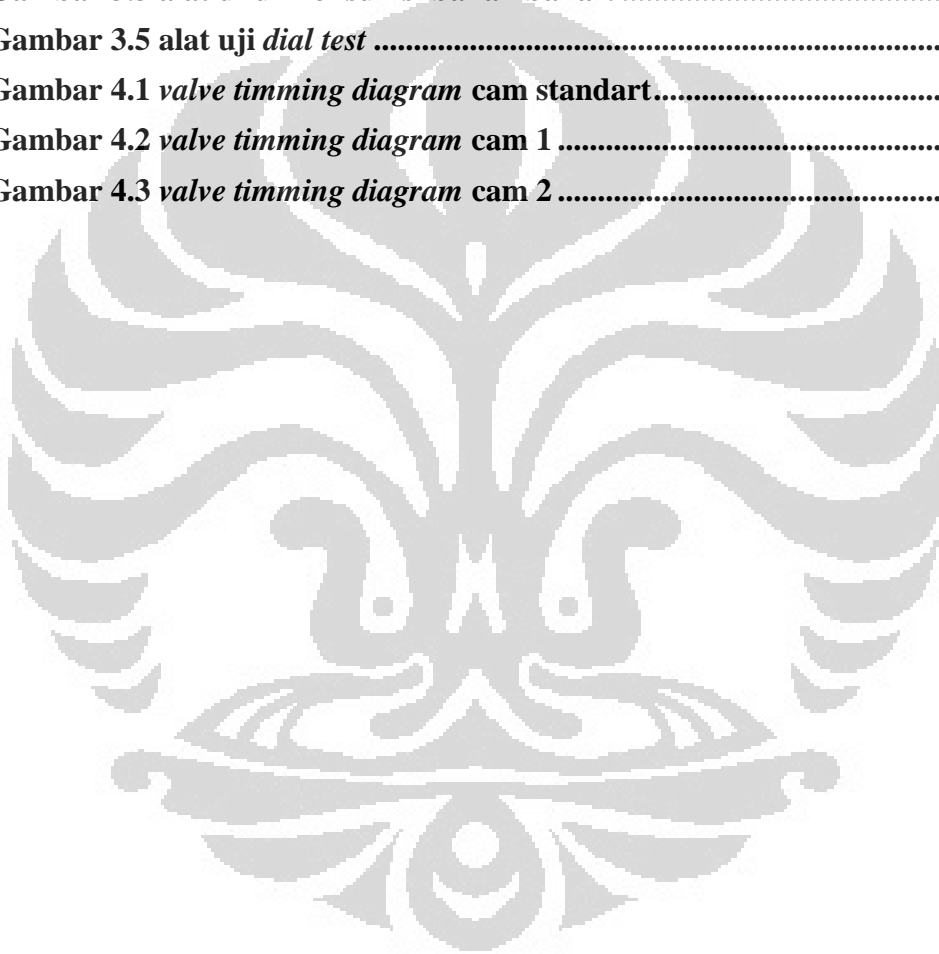 Gambar 3.5 alat uji dial test ........................................................................
Gambar 4.1 valve timming diagram cam standart............................................
Gambar 4.2 valve timming diagram cam 1 ..........................................................
Gambar 4.3 valve timming diagram cam 2 ..........................................................